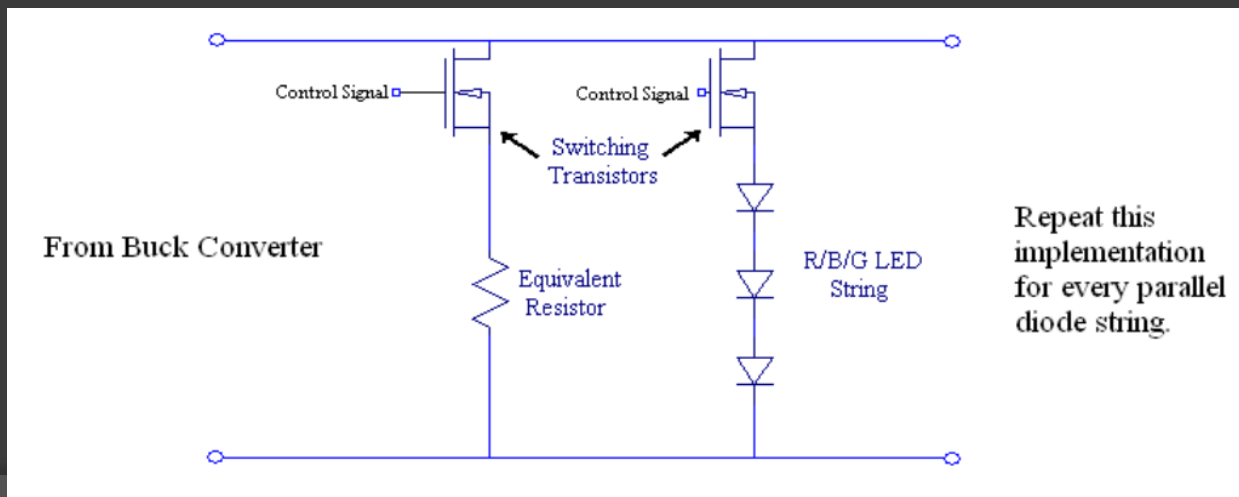 Control Signal
Control Signal
Switching
Transistors
From Buck Converter
Equivalent
Resistor
R/B/G LED
String
Repeat this
implementation
for every parallel
diode string.